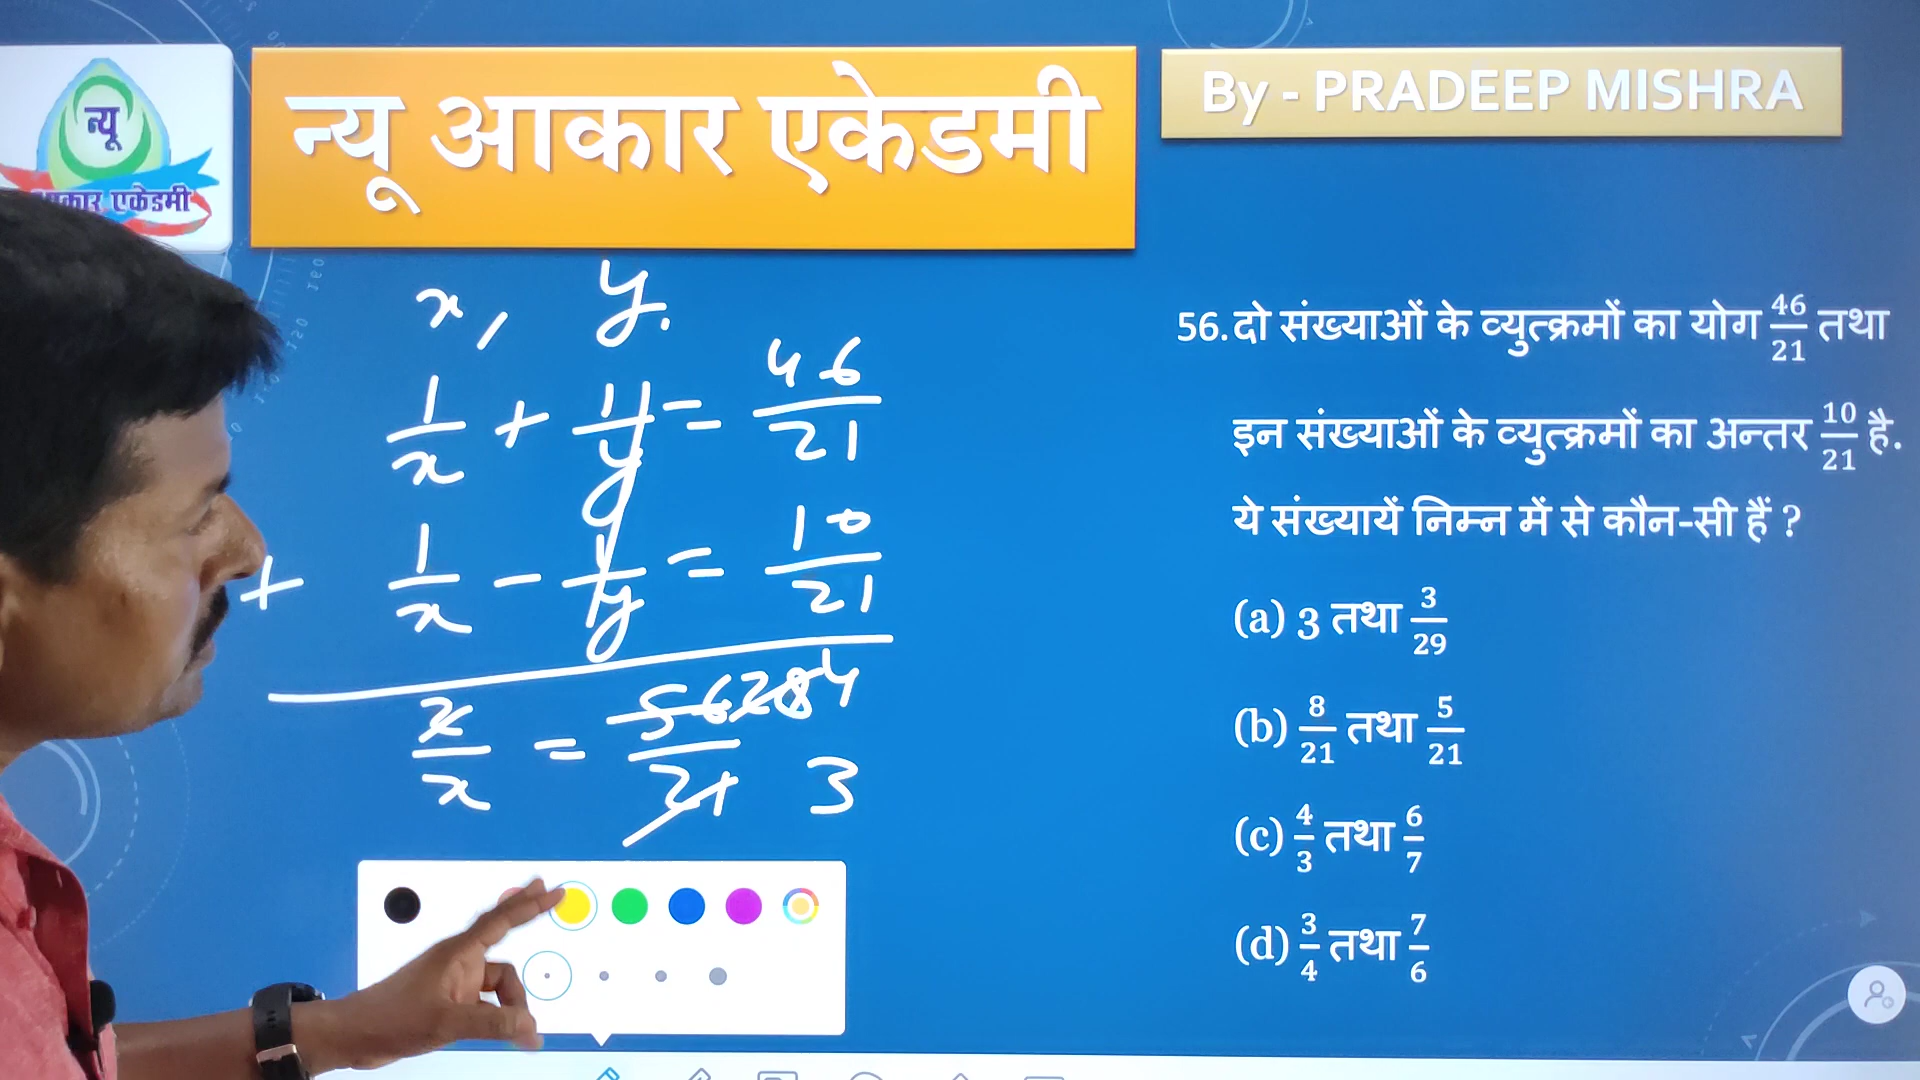 न्यू
आकार एकेडमी
न्यू आकार एकेडमी
By - PRADEEP MISHRA
x, y.
1/x + 1/y = 46/21
+ 1/x - 1/y = 10/21
2/x = 56/21 28 4 3
56. दो संख्याओं के व्युत्क्रमों का योग 46/21 तथा
इन संख्याओं के व्युत्क्रमों का अन्तर 10/21 है.
ये संख्यायें निम्न में से कौन-सी हैं ?
(a) 3 तथा 3/29
(b) 8/21 तथा 5/21
(c) 4/3 तथा 6/7
(d) 3/4 तथा 7/6